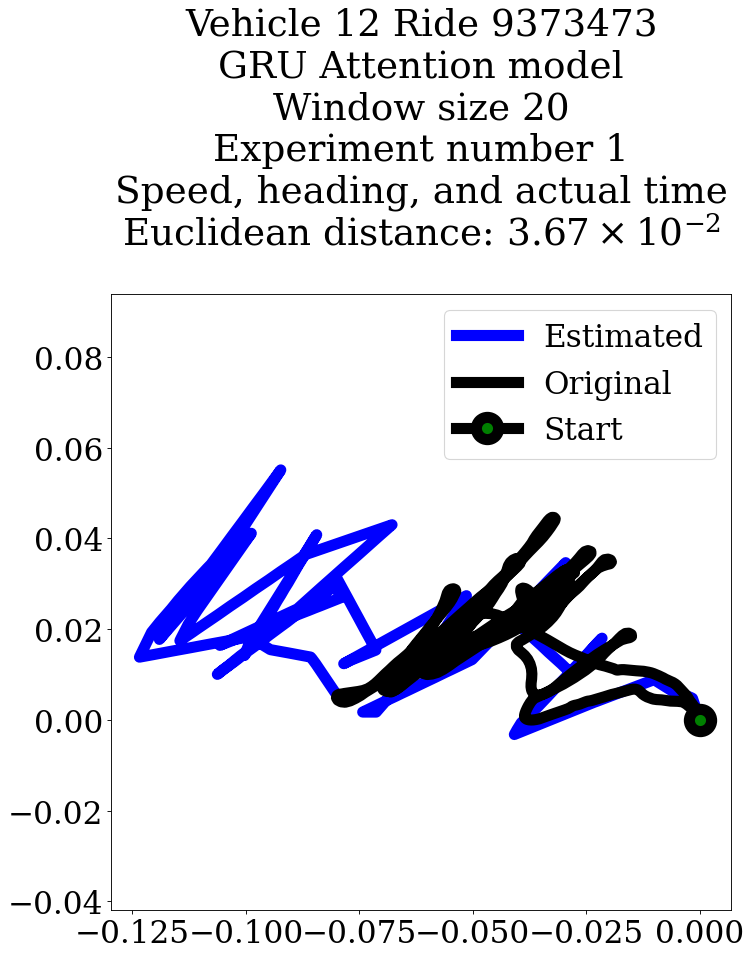 Vehicle 12 Ride 9373473
GRU Attention model
Window size 20
Experiment number 1
Speed, heading, and actual time
Euclidean distance: 3.67 × 10⁻²
Estimated
Original
Start
0.08
0.06
0.04
0.02
0.00
−0.02
−0.04
−0.125 −0.100 −0.075 −0.050 −0.025 0.000